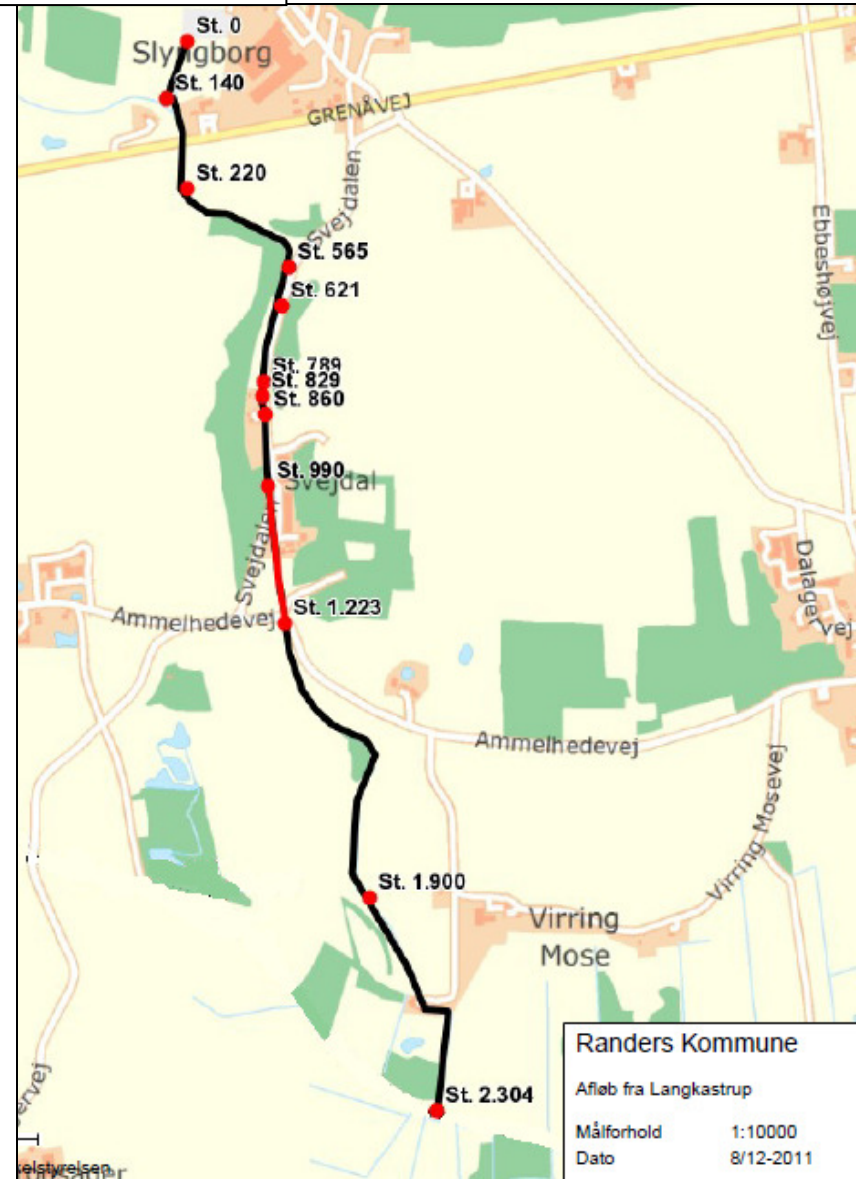 St. 0
Slyngborg
St. 140
GRENÅVEJ
St. 220
Svejdalen
Ebbeshøjvej
St. 565
St. 621
St. 789
St. 829
St. 860
St. 990
Svejdal
Svejdalen
Dalager
vej
Ammelhedevej
St. 1.223
Ammelhedevej
Virring Mosevej
St. 1.900
Virring
Mose
Randers Kommune
Afløb fra Langkastrup
St. 2.304
Målforhold 1:10000
Dato 8/12-2011
ervej
elstyrelsen